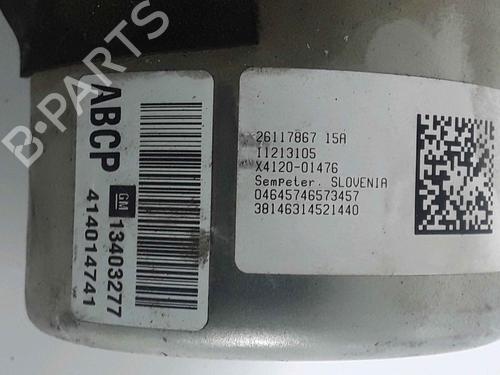 B-PARTS
ABCP
GM 13403277
414014741
26117867 15A
11213105
X4120-01476
Sempeter. SLOVENIA
04645746573457
38146314521440